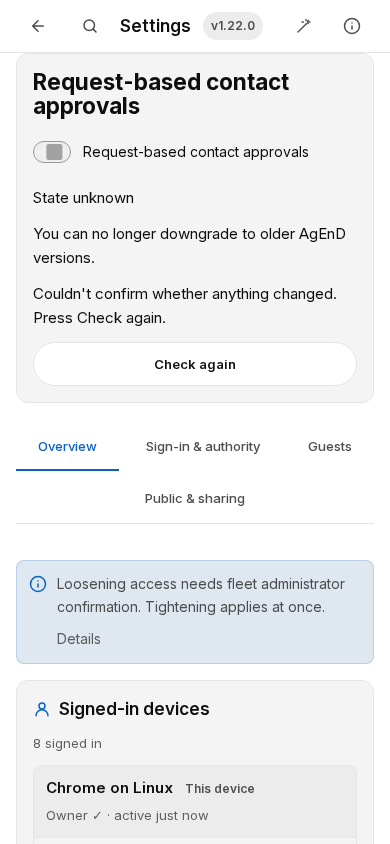 Settings v1.22.0
Request-based contact
approvals
Request-based contact approvals
State unknown
You can no longer downgrade to older AgEnD
versions.
Couldn't confirm whether anything changed.
Press Check again.
Check again
Overview Sign-in & authority Guests
Public & sharing
Loosening access needs fleet administrator
confirmation. Tightening applies at once.
Details
Signed-in devices
8 signed in
Chrome on Linux This device
Owner ✓ · active just now